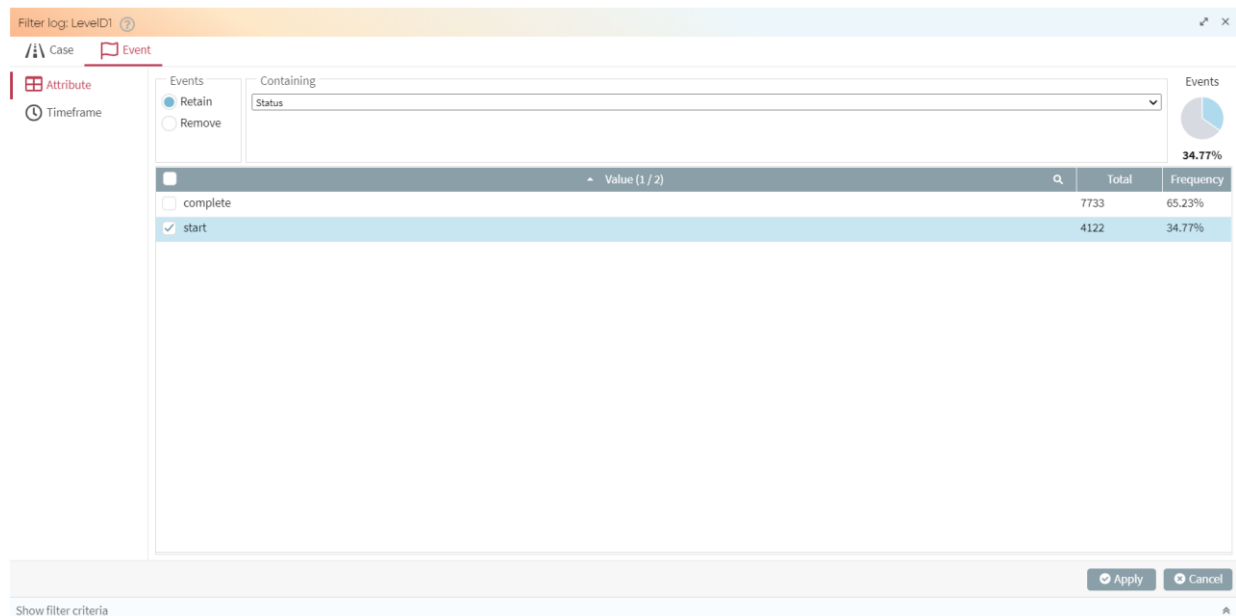 Filter log: LevelD1 ?
Case Event
Attribute
Timeframe
Events
Retain
Remove
Containing
Status
Events
34.77%
Value (1 / 2) Total Frequency
complete 7733 65.23%
start 4122 34.77%
Apply Cancel
Show filter criteria